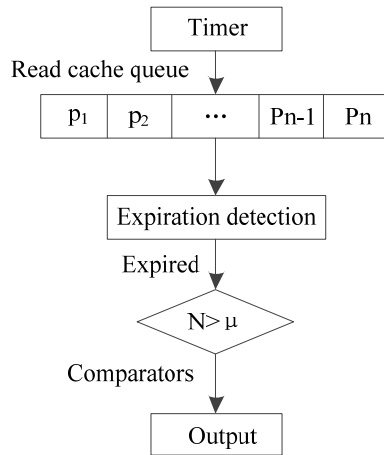 Timer
Read cache queue
p₁ p₂ ... Pn-1 Pn
Expiration detection
Expired
N>μ
Comparators
Output